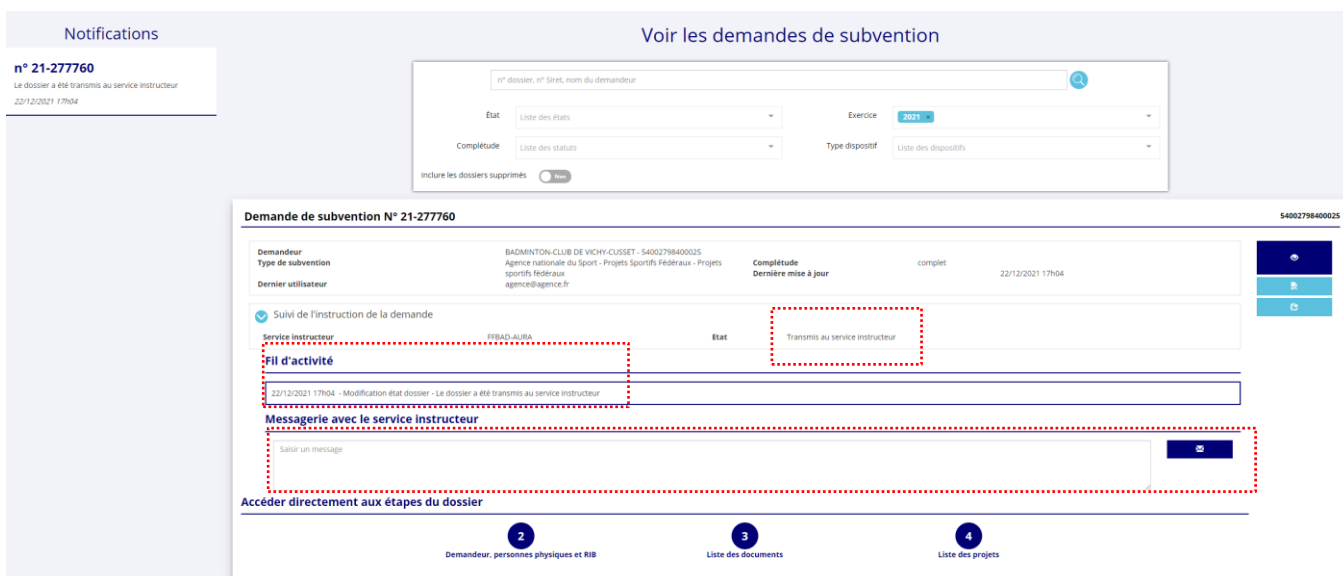 Notifications
n° 21-277760
Le dossier a été transmis au service instructeur
22/12/2021 17h04
Voir les demandes de subvention
n° dossier, n° Siret, nom du demandeur
État
Liste des états
Exercice
2021 ×
Complétude
Liste des statuts
Type dispositif
Liste des dispositifs
Inclure les dossiers supprimés
Non
Demande de subvention N° 21-277760
54002798400025
Demandeur
BADMINTON-CLUB DE VICHY-CUSSET - 54002798400025
Type de subvention
Agence nationale du Sport - Projets Sportifs Fédéraux - Projets
sportifs fédéraux
Complétude
complet
Dernière mise à jour
22/12/2021 17h04
Dernier utilisateur
agence@agence.fr
Suivi de l'instruction de la demande
Service instructeur
FFBAD-AURA
Etat
Transmis au service instructeur
Fil d'activité
22/12/2021 17h04 - Modification état dossier - Le dossier a été transmis au service instructeur
Messagerie avec le service instructeur
Saisir un message
Accéder directement aux étapes du dossier
2
Demandeur, personnes physiques et RIB
3
Liste des documents
4
Liste des projets